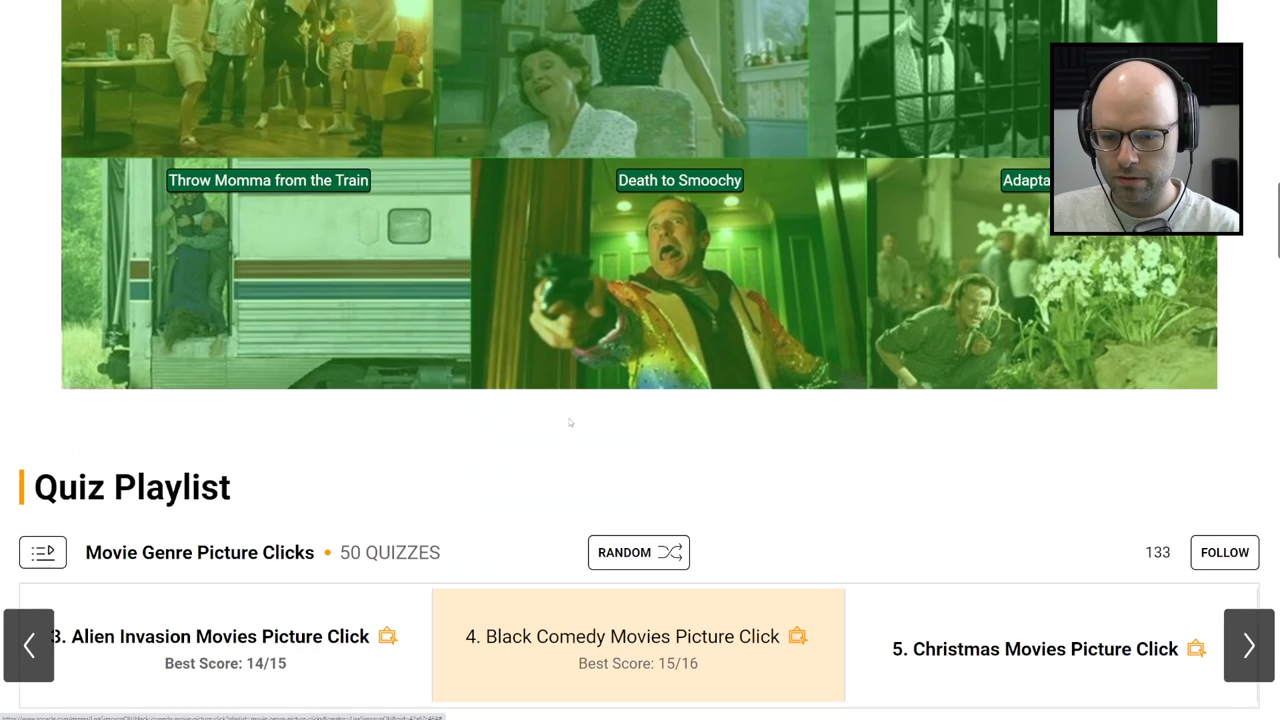 Throw Momma from the Train
Death to Smoochy
Adapta
Quiz Playlist
Movie Genre Picture Clicks • 50 QUIZZES
RANDOM
133
FOLLOW
3. Alien Invasion Movies Picture Click
Best Score: 14/15
4. Black Comedy Movies Picture Click
Best Score: 15/16
5. Christmas Movies Picture Click